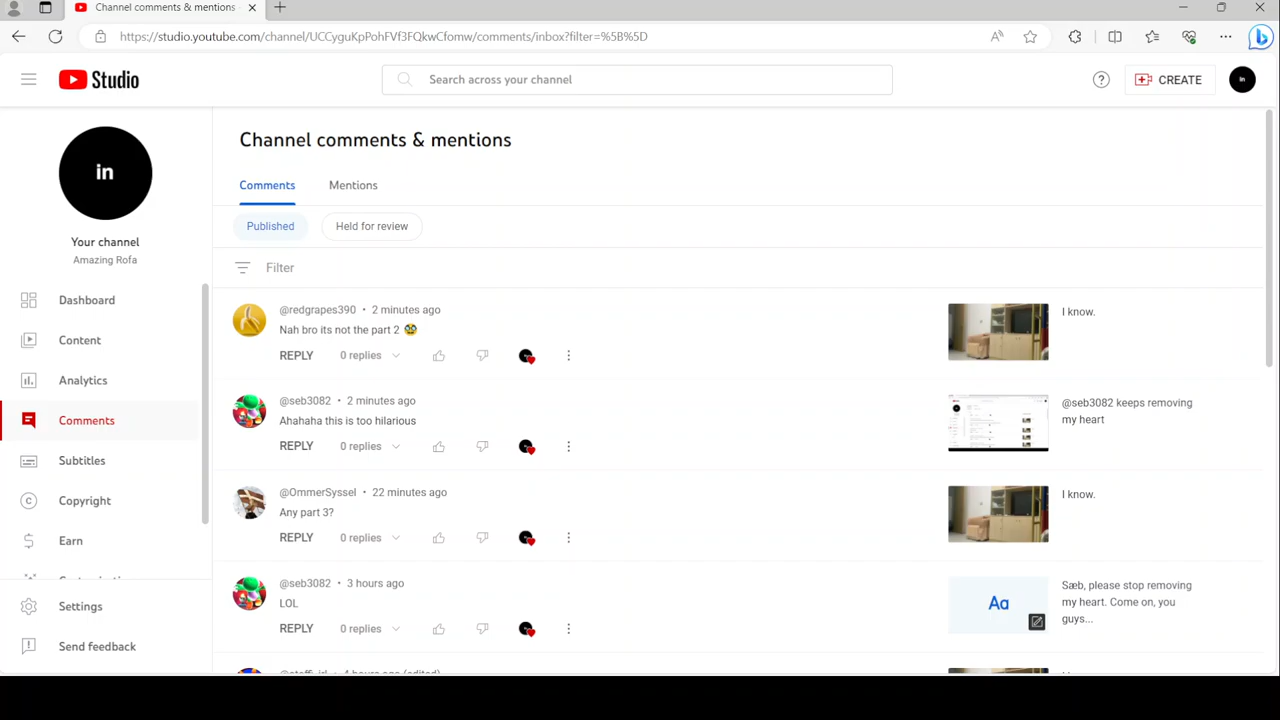 Channel comments & mentions
https://studio.youtube.com/channel/UCCyguKpPohFVf3FQkwCfomw/comments/inbox?filter=%5B%5D
Studio
Search across your channel
CREATE
in
in
Your channel
Amazing Rofa
Dashboard
Content
Analytics
Comments
Subtitles
Copyright
Earn
Settings
Send feedback
Channel comments & mentions
Comments
Mentions
Published
Held for review
Filter
@redgrapes390 • 2 minutes ago
Nah bro its not the part 2 🥸
REPLY 0 replies
I know.
@seb3082 • 2 minutes ago
Ahahaha this is too hilarious
REPLY 0 replies
@seb3082 keeps removing
my heart
@OmmerSyssel • 22 minutes ago
Any part 3?
REPLY 0 replies
I know.
@seb3082 • 3 hours ago
LOL
REPLY 0 replies
Aa
Sæb, please stop removing
my heart. Come on, you
guys...